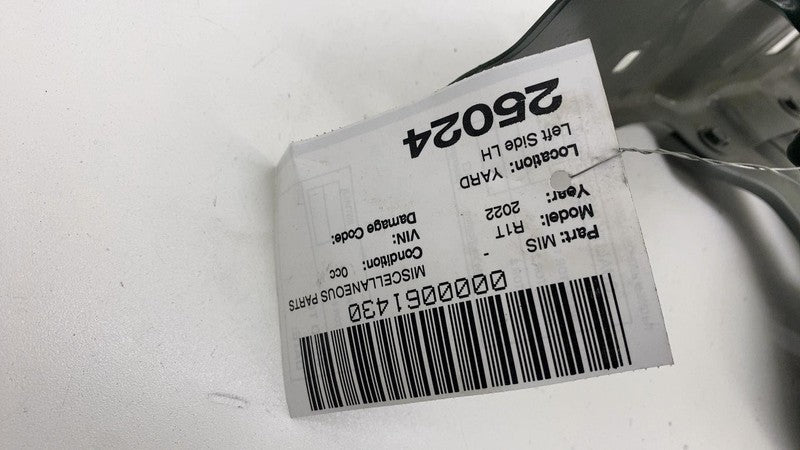 0000061430
Part: MIS - MISCELLANEOUS PARTS
Model: R1T Condition: 0cc
Year: 2022 VIN:
Damage Code:
Location: YARD
Left Side LH
25024